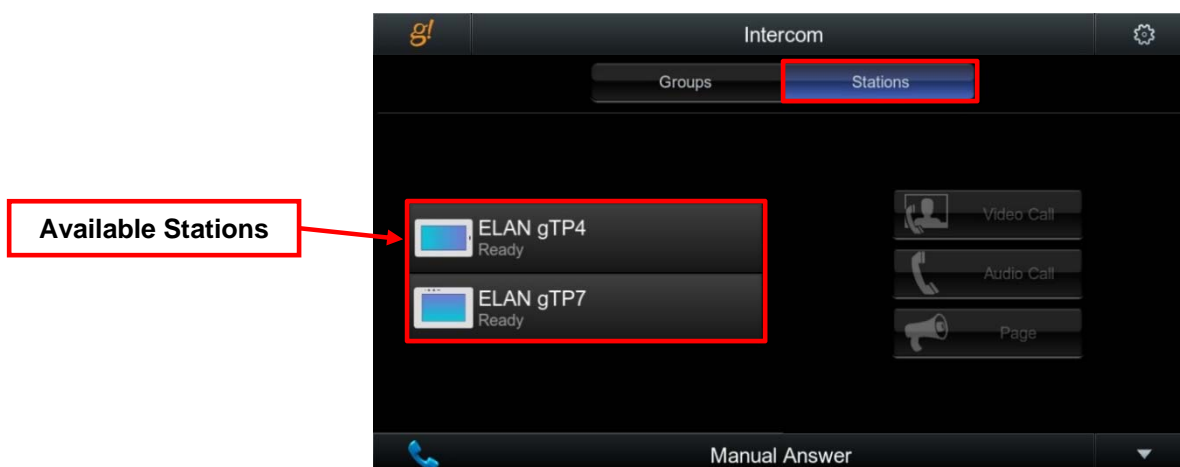 g!
Intercom
Groups
Stations
Available Stations
ELAN gTP4
Ready
ELAN gTP7
Ready
Video Call
Audio Call
Page
Manual Answer